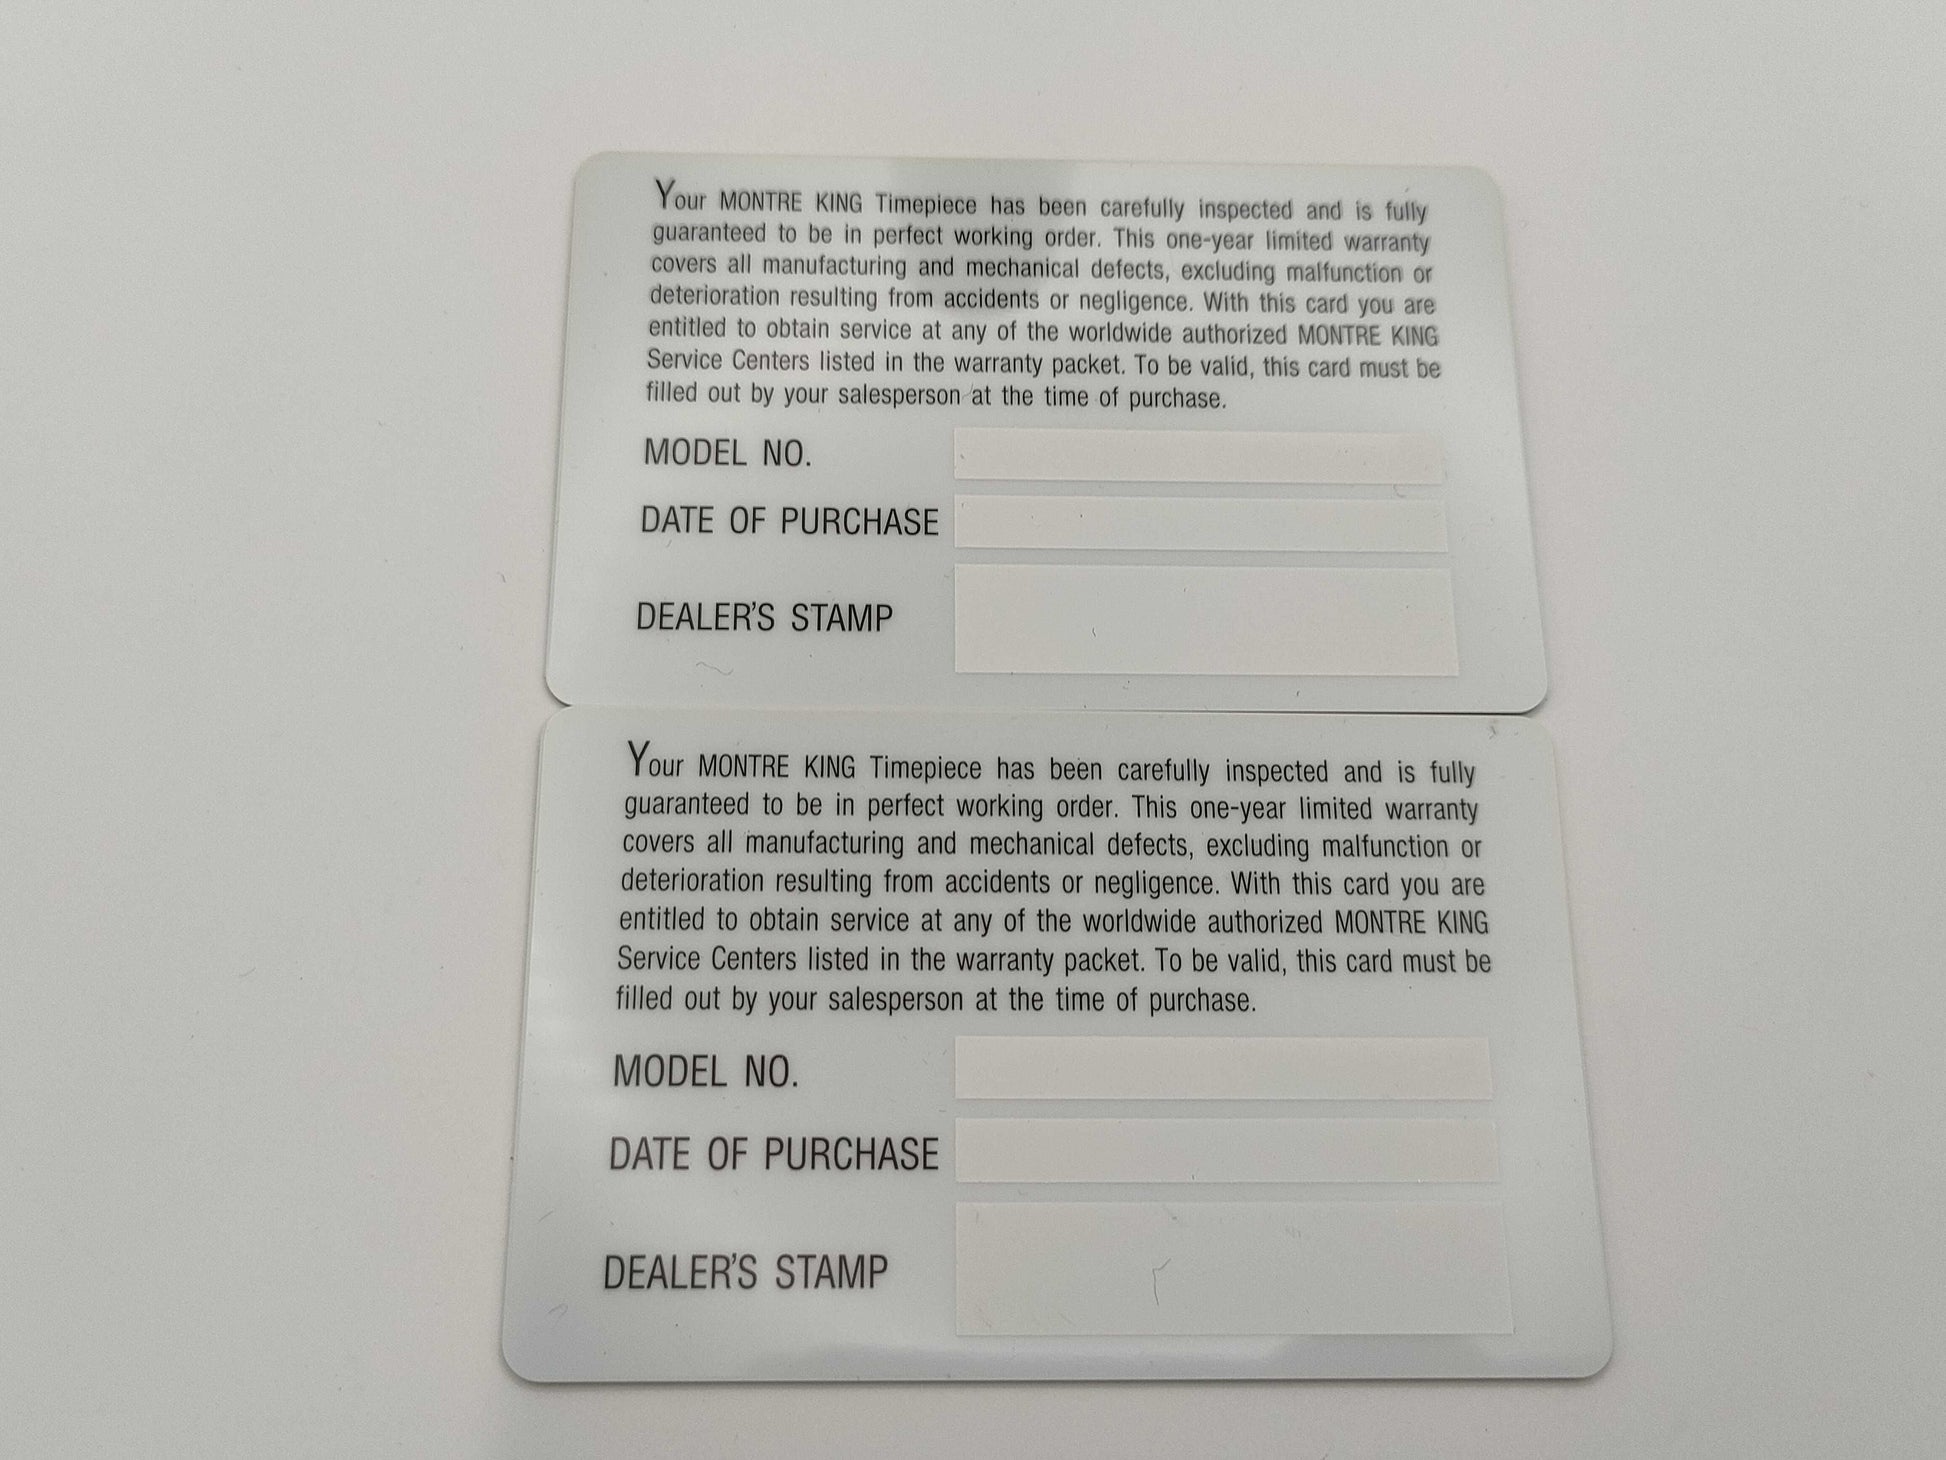 Your MONTRE KING Timepiece has been carefully inspected and is fully
guaranteed to be in perfect working order. This one-year limited warranty
covers all manufacturing and mechanical defects, excluding malfunction or
deterioration resulting from accidents or negligence. With this card you are
entitled to obtain service at any of the worldwide authorized MONTRE KING
Service Centers listed in the warranty packet. To be valid, this card must be
filled out by your salesperson at the time of purchase.
MODEL NO.
DATE OF PURCHASE
DEALER'S STAMP
Your MONTRE KING Timepiece has been carefully inspected and is fully
guaranteed to be in perfect working order. This one-year limited warranty
covers all manufacturing and mechanical defects, excluding malfunction or
deterioration resulting from accidents or negligence. With this card you are
entitled to obtain service at any of the worldwide authorized MONTRE KING
Service Centers listed in the warranty packet. To be valid, this card must be
filled out by your salesperson at the time of purchase.
MODEL NO.
DATE OF PURCHASE
DEALER'S STAMP